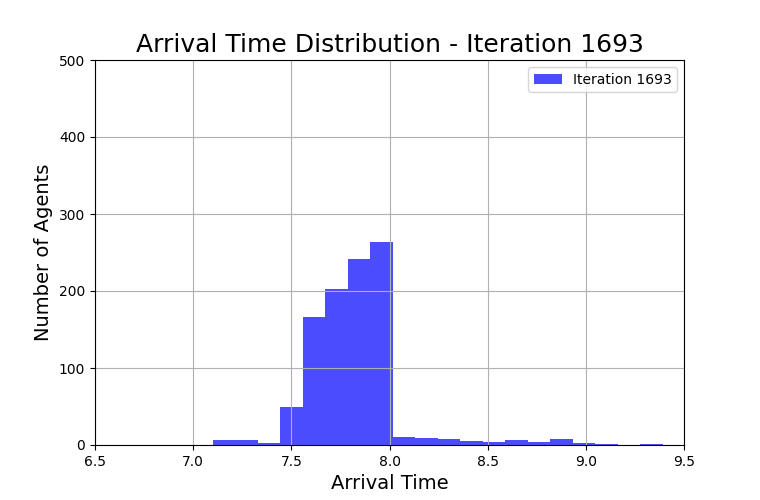 Arrival Time Distribution - Iteration 1693
Iteration 1693
500
400
300
200
100
0
Number of Agents
6.5 7.0 7.5 8.0 8.5 9.0 9.5
Arrival Time